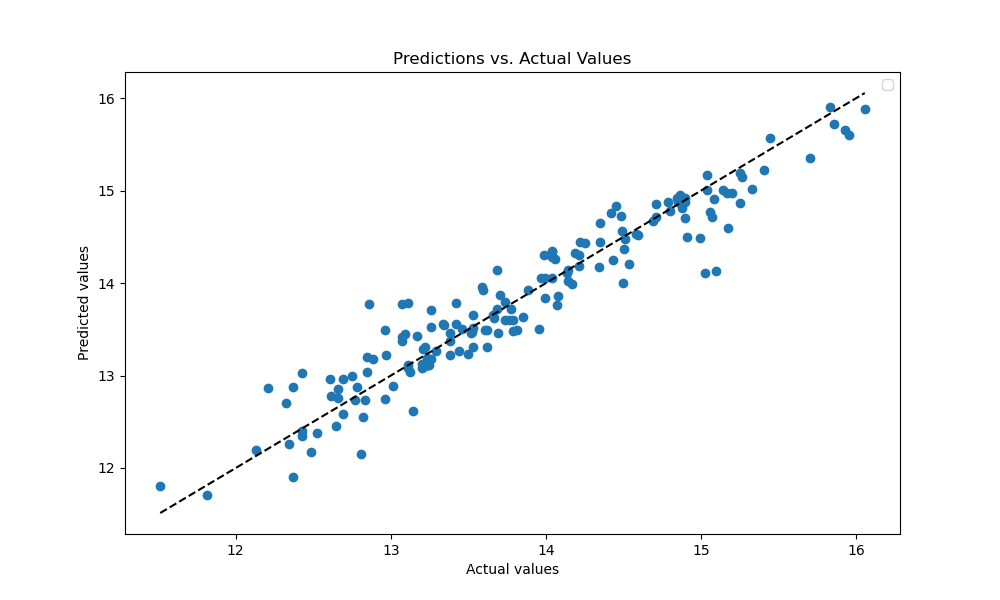 Predictions vs. Actual Values
Predicted values
16
15
14
13
12
12 13 14 15 16
Actual values